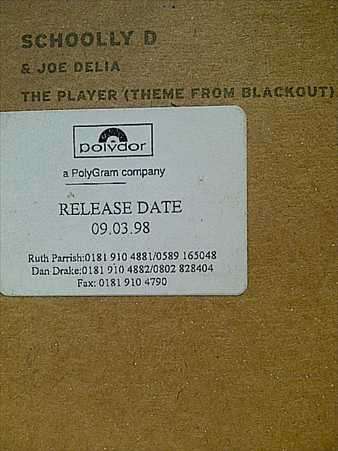 SCHOOLLY D
& JOE DELIA
THE PLAYER (THEME FROM BLACKOUT)
polydor
a PolyGram company
RELEASE DATE
09.03.98
Ruth Parrish:0181 910 4881/0589 165048
Dan Drake:0181 910 4882/0802 828404
Fax: 0181 910 4790